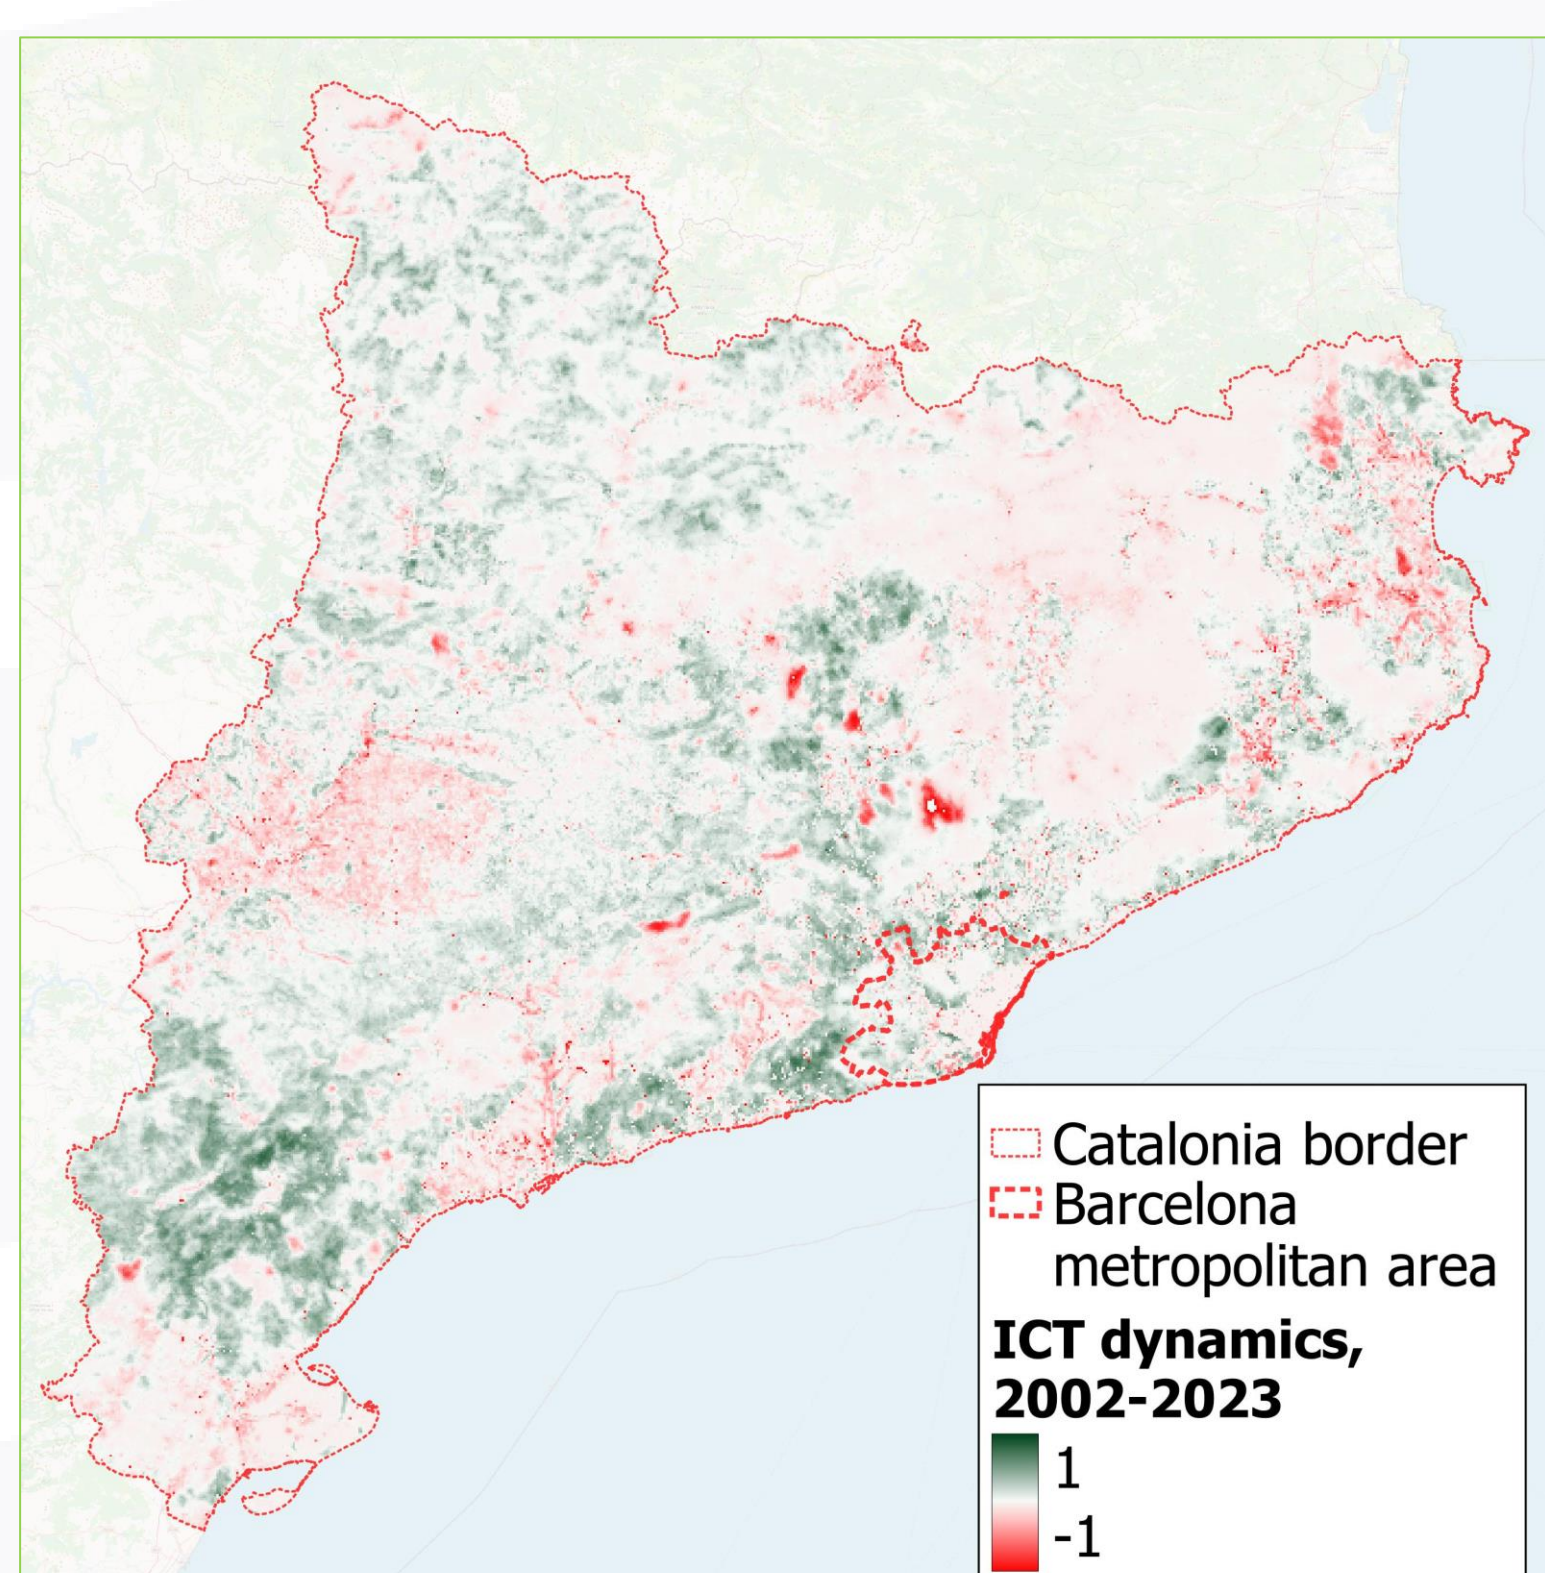 Catalonia border
Barcelona
metropolitan area
ICT dynamics,
2002-2023
1
-1